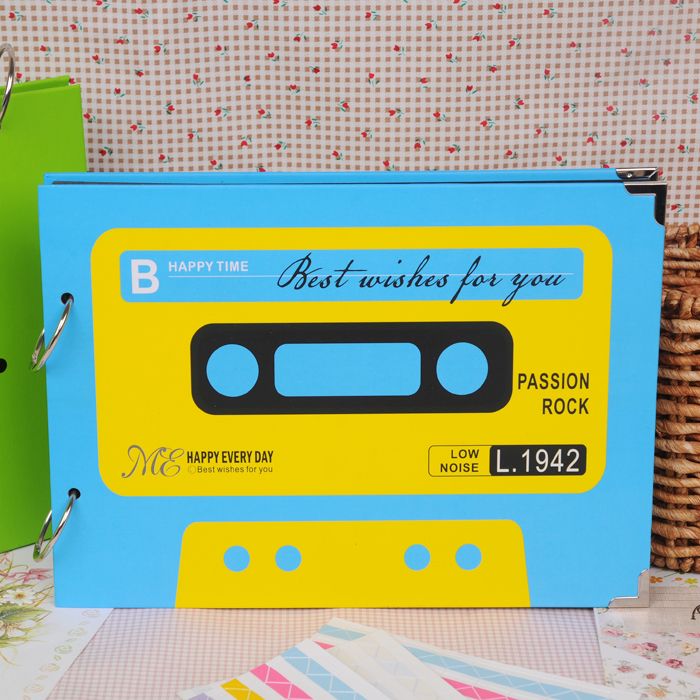 B HAPPY TIME Best wishes for you
PASSION
ROCK
ME HAPPY EVERY DAY
©Best wishes for you
LOW
NOISE L.1942